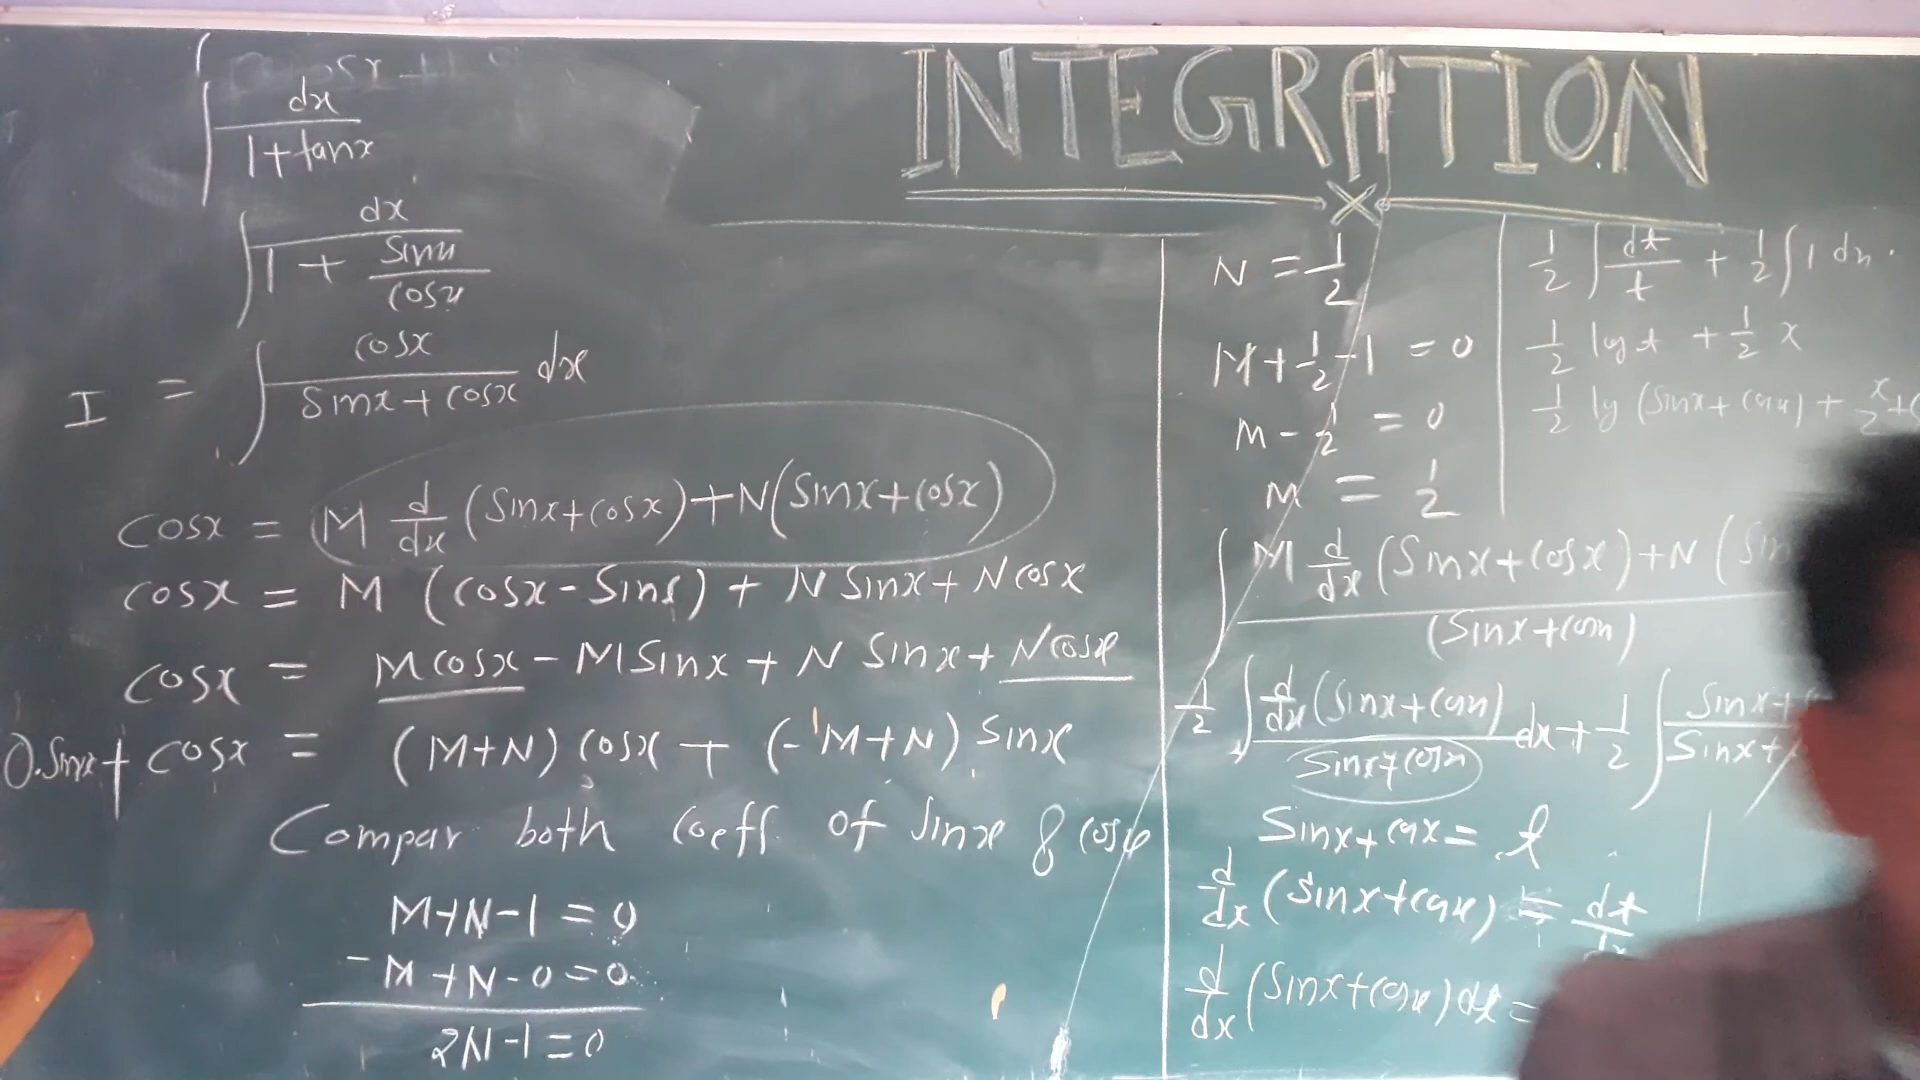 INTEGRATION
∫ dx / (1 + tanx)
∫ dx / (1 + Sinx/cosx)
I = ∫ cosx / (Sinx + cosx) dx
cosx = M d/dx (Sinx + cosx) + N (Sinx + cosx)
cosx = M (cosx - Sinx) + N Sinx + N cosx
cosx = M cosx - M Sinx + N Sinx + N cosx
0.Sinx + cosx = (M+N) cosx + (-M+N) Sinx
Compar both coeff of Sinx & cosx
M+N-1 = 0
-M+N-0 = 0
2N-1 = 0
N = 1/2
M + 1/2 - 1 = 0
M - 1/2 = 0
M = 1/2
∫ M d/dx (Sinx + cosx) + N (Sin
(Sinx + cosx)
1/2 ∫ d/dx (Sinx + cosx) / Sinx + cosx dx + 1/2 ∫ Sinx + / Sinx +
Sinx + cosx = t
d/dx (Sinx + cosx) = dt/dx
d/dx (Sinx + cosx) dx =
1/2 ∫ dt/t + 1/2 ∫ 1 dx.
1/2 log t + 1/2 x
1/2 log (Sinx + cosx) + x/2 + C